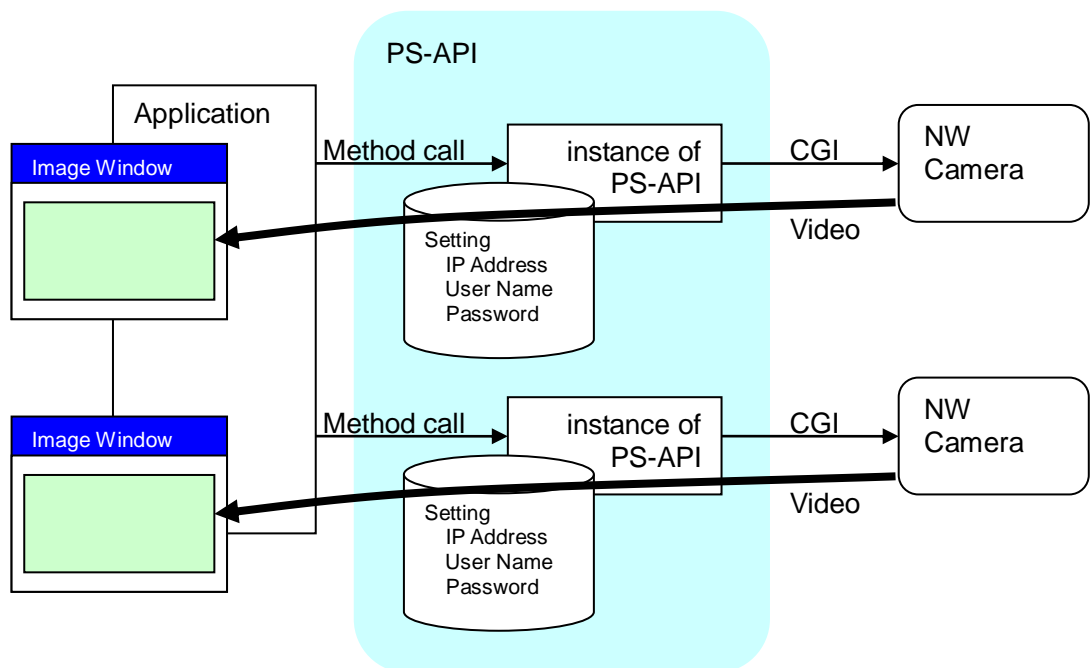 PS-API
Application
Image Window
Method call
instance of
PS-API
CGI
NW
Camera
Video
Setting
IP Address
User Name
Password
Image Window
Method call
instance of
PS-API
CGI
NW
Camera
Video
Setting
IP Address
User Name
Password